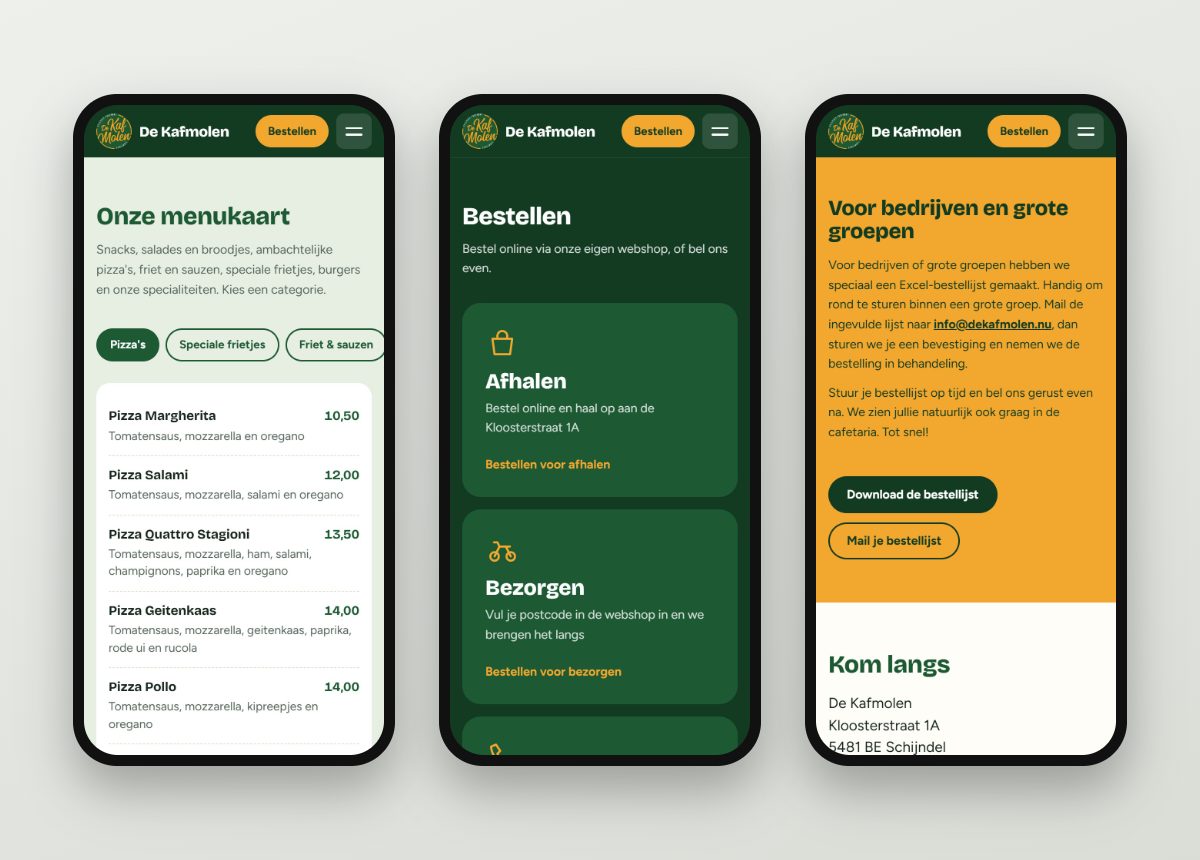 De Kaf Molen
De Kafmolen
Bestellen
Onze menukaart
Snacks, salades en broodjes, ambachtelijke
pizza's, friet en sauzen, speciale frietjes, burgers
en onze specialiteiten. Kies een categorie.
Pizza's
Speciale frietjes
Friet & sauzen
Pizza Margherita 10,50
Tomatensaus, mozzarella en oregano
Pizza Salami 12,00
Tomatensaus, mozzarella, salami en oregano
Pizza Quattro Stagioni 13,50
Tomatensaus, mozzarella, ham, salami,
champignons, paprika en oregano
Pizza Geitenkaas 14,00
Tomatensaus, mozzarella, geitenkaas, paprika,
rode ui en rucola
Pizza Pollo 14,00
Tomatensaus, mozzarella, kipreepjes en
oregano
De Kaf Molen
De Kafmolen
Bestellen
Bestellen
Bestel online via onze eigen webshop, of bel ons
even.
Afhalen
Bestel online en haal op aan de
Kloosterstraat 1A
Bestellen voor afhalen
Bezorgen
Vul je postcode in de webshop in en we
brengen het langs
Bestellen voor bezorgen
De Kaf Molen
De Kafmolen
Bestellen
Voor bedrijven en grote
groepen
Voor bedrijven of grote groepen hebben we
speciaal een Excel-bestellijst gemaakt. Handig om
rond te sturen binnen een grote groep. Mail de
ingevulde lijst naar info@dekafmolen.nu, dan
sturen we je een bevestiging en nemen we de
bestelling in behandeling.
Stuur je bestellijst op tijd en bel ons gerust even
na. We zien jullie natuurlijk ook graag in de
cafetaria. Tot snel!
Download de bestellijst
Mail je bestellijst
Kom langs
De Kafmolen
Kloosterstraat 1A
5481 BE Schijndel